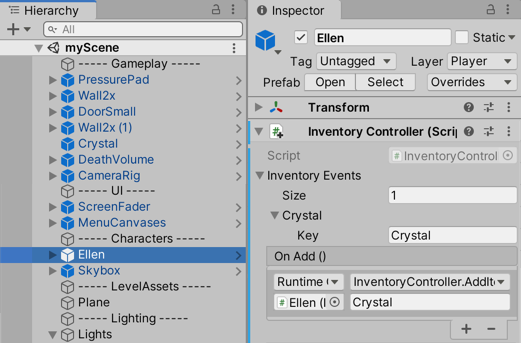 Hierarchy
All
myScene
----- Gameplay -----
PressurePad
Wall2x
DoorSmall
Wall2x (1)
Crystal
DeathVolume
CameraRig
----- UI -----
ScreenFader
MenuCanvases
----- Characters -----
Ellen
Skybox
----- LevelAssets -----
Plane
----- Lighting -----
Lights
Inspector
Ellen
Static
Tag Untagged Layer Player
Prefab Open Select Overrides
Transform
Inventory Controller (Scrip
Script InventoryControl
Inventory Events
Size 1
Crystal
Key Crystal
On Add ()
Runtime InventoryController.AddIte
Ellen (I Crystal